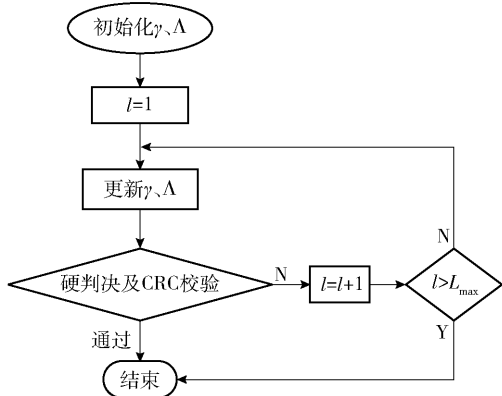 初始化γ、Λ
l=1
更新γ、Λ
硬判决及CRC校验
N
l=l+1
l>Lmax
N
Y
通过
结束